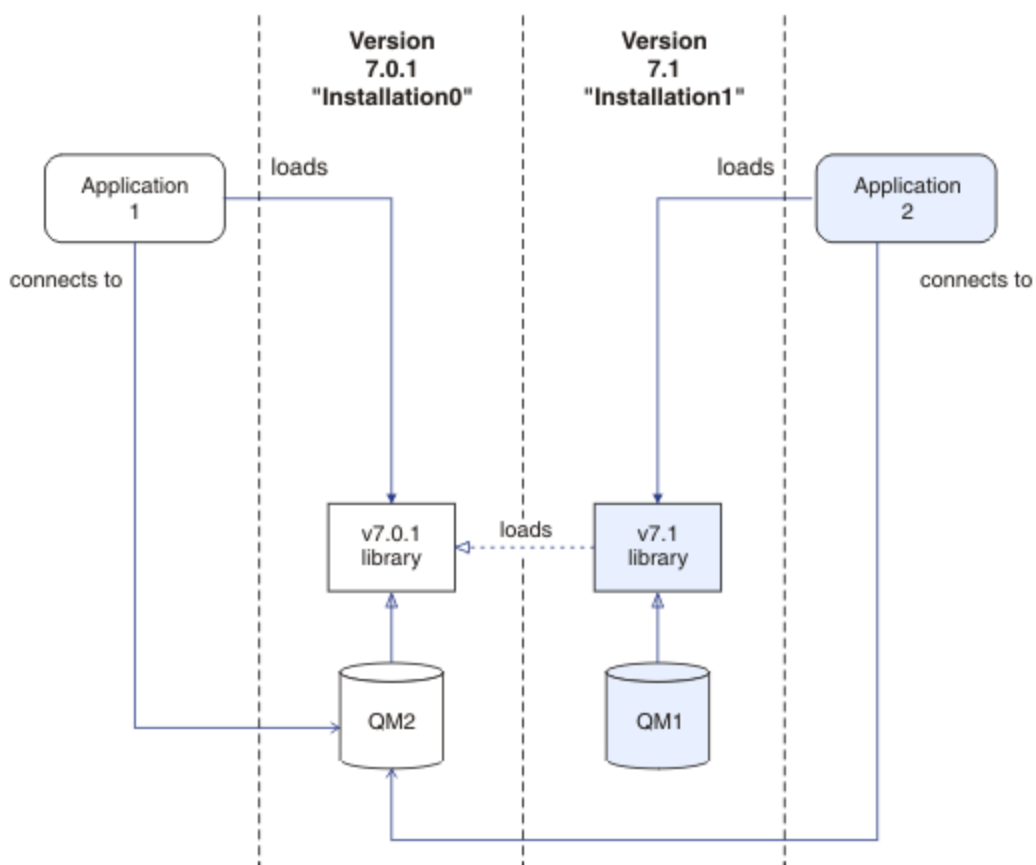 Version
7.0.1
"Installation0"
Version
7.1
"Installation1"
Application
1
loads
loads
Application
2
connects to
connects to
v7.0.1
library
loads
v7.1
library
QM2
QM1